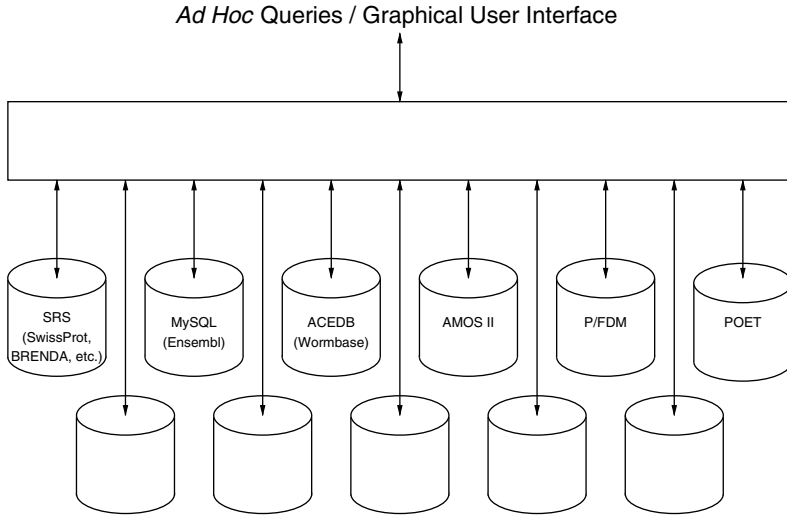 Ad Hoc Queries / Graphical User Interface
SRS
(SwissProt,
BRENDA, etc.)
MySQL
(Ensembl)
ACEDB
(Wormbase)
AMOS II
P/FDM
POET